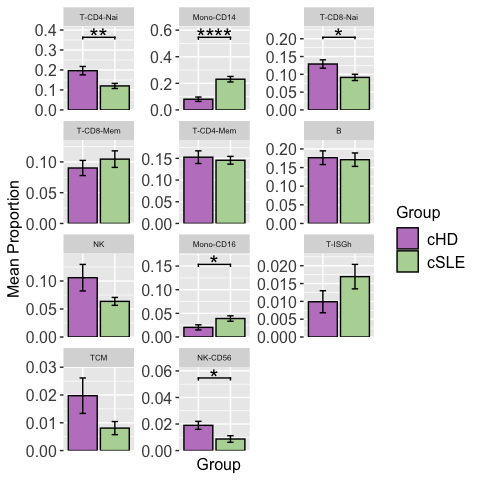 T-CD4-Nai Mono-CD14 T-CD8-Nai
0.4 0.6 0.20
0.3 0.4 0.15
0.2 0.2 0.10
0.1 0.0 0.05
0.0 0.00
** **** *
T-CD8-Mem T-CD4-Mem B
0.10 0.15 0.20
0.05 0.10 0.15
0.00 0.05 0.10
0.00 0.05
0.00
NK Mono-CD16 T-ISGh
0.10 0.15 0.020
0.05 0.10 0.015
0.00 0.05 0.010
0.00 0.005
0.000
*
TCM NK-CD56
0.03 0.06
0.02 0.04
0.01 0.02
0.00 0.00
*
Mean Proportion
Group
Group
cHD
cSLE